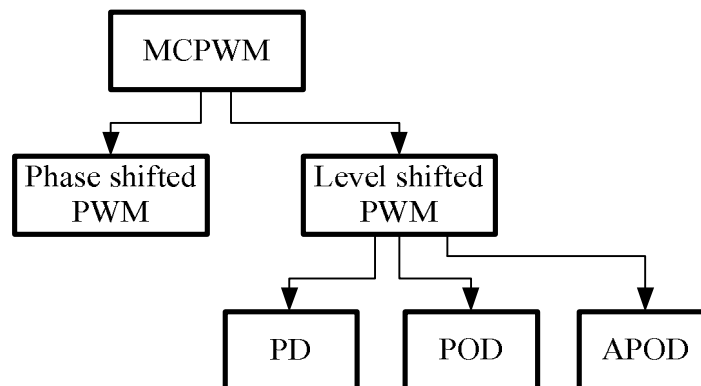 MCPWM
Phase shifted
PWM
Level shifted
PWM
PD
POD
APOD